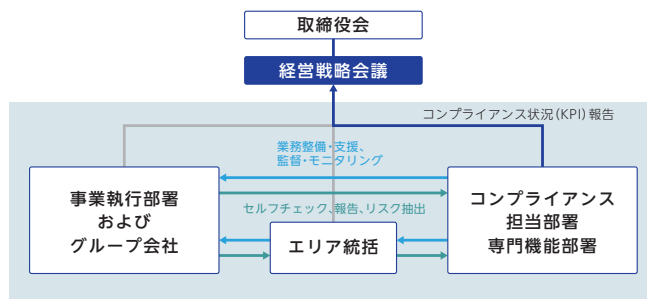 取締役会
経営戦略会議
コンプライアンス状況(KPI)報告
業務整備・支援、
監督・モニタリング
事業執行部署
および
グループ会社
セルフチェック、報告、リスク抽出
エリア統括
コンプライアンス
担当部署
専門機能部署